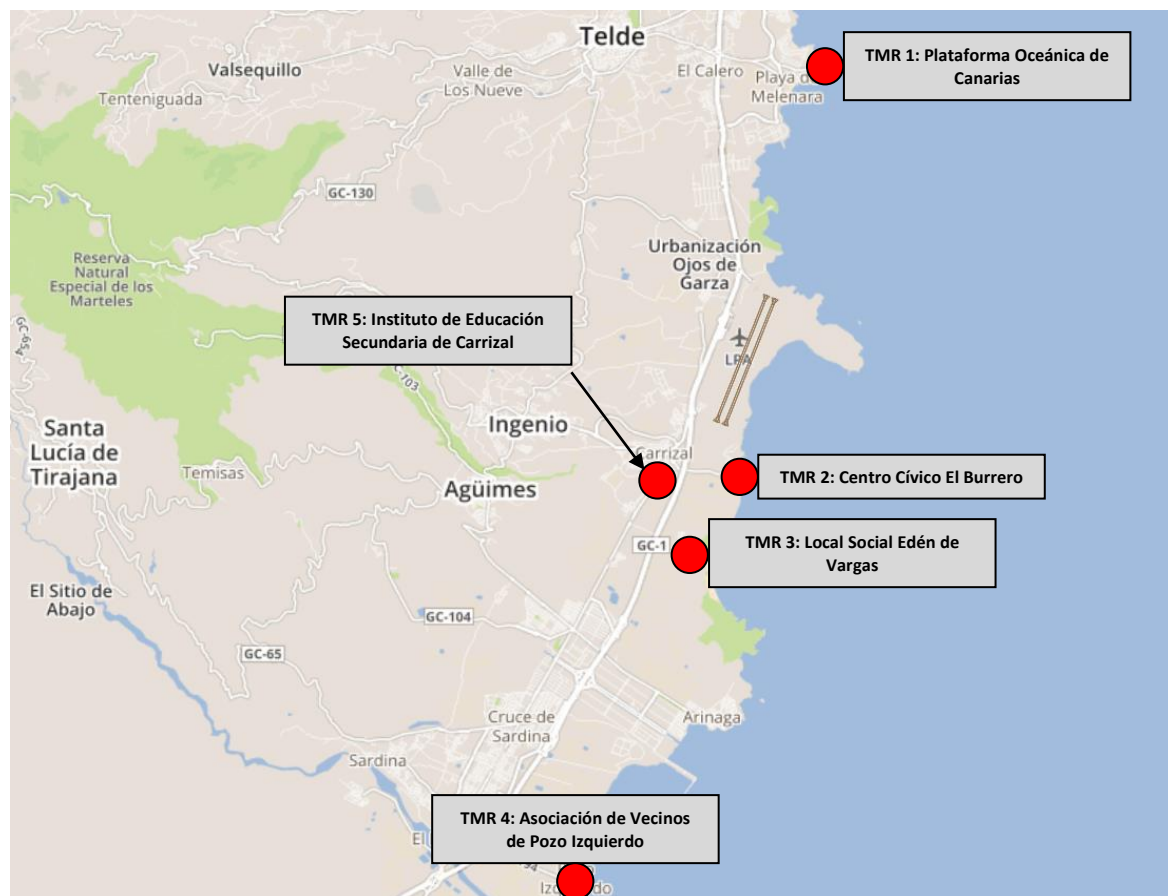 Telde
TMR 1: Plataforma Oceánica de
Canarias
Valsequillo
Valle de
Los Nueve
El Calero
Playa de
Melenara
Tenteniguada
GC-130
Urbanización
Ojos de
Garza
Reserva
Natural
Especial de los
Marteles
TMR 5: Instituto de Educación
Secundaria de Carrizal
GC-654
LPA
Ingenio
Santa
Lucía de
Tirajana
Temisas
Carrizal
Agüimes
TMR 2: Centro Cívico El Burrero
GC-1
TMR 3: Local Social Edén de
Vargas
El Sitio de
Abajo
GC-104
GC-65
Cruce de
Sardina
Arinaga
Sardina
TMR 4: Asociación de Vecinos
de Pozo Izquierdo
El